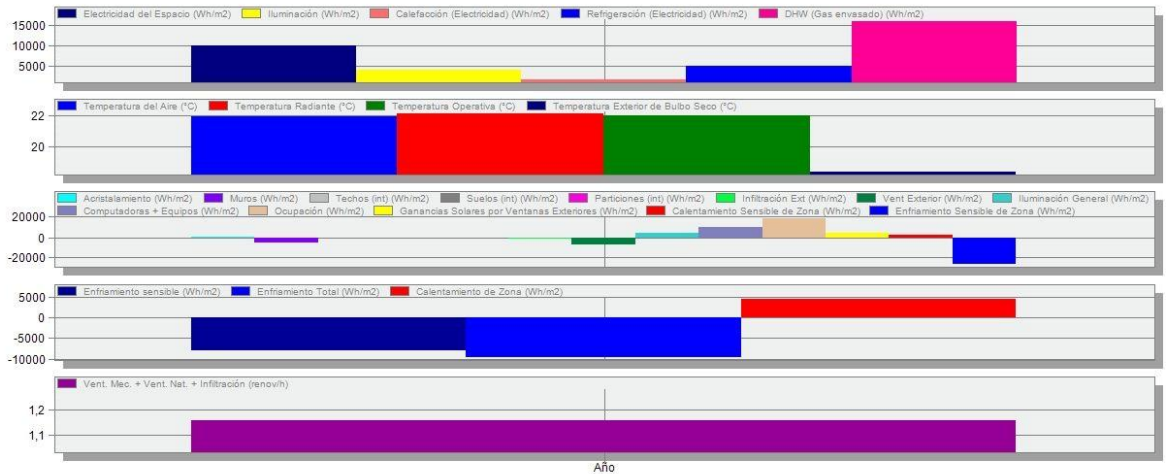 Electricidad del Espacio (Wh/m2) Iluminación (Wh/m2) Calefacción (Electricidad) (Wh/m2) Refrigeración (Electricidad) (Wh/m2) DHW (Gas envasado) (Wh/m2)
15000
10000
5000
Temperatura del Aire (°C) Temperatura Radiante (°C) Temperatura Operativa (°C) Temperatura Exterior de Bulbo Seco (°C)
22
20
Acristalamiento (Wh/m2) Muros (Wh/m2) Techos (int) (Wh/m2) Suelos (int) (Wh/m2) Particiones (int) (Wh/m2) Infiltración Ext (Wh/m2) Vent Exterior (Wh/m2) Iluminación General (Wh/m2)
Computadoras + Equipos (Wh/m2) Ocupación (Wh/m2) Ganancias Solares por Ventanas Exteriores (Wh/m2) Calentamiento Sensible de Zona (Wh/m2) Enfriamiento Sensible de Zona (Wh/m2)
20000
0
-20000
Enfriamiento sensible (Wh/m2) Enfriamiento Total (Wh/m2) Calentamiento de Zona (Wh/m2)
5000
0
-5000
-10000
Vent. Mec. + Vent. Nat. + Infiltración (renov/h)
1,2
1,1
Año